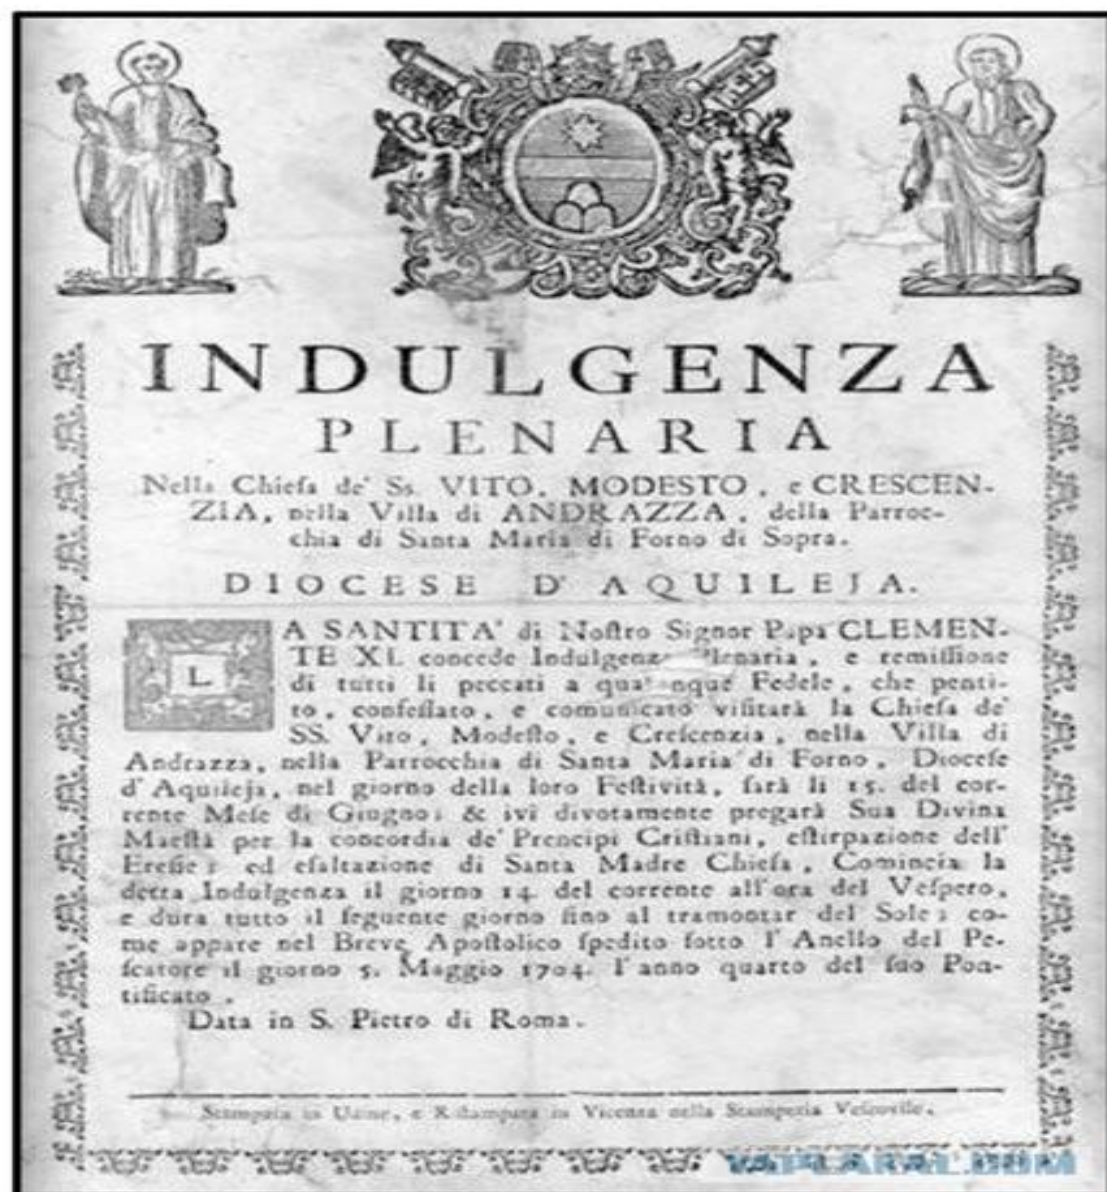 INDULGENZA
PLENARIA
Nella Chieſa de' Ss. VITO, MODESTO, e CRESCEN-
ZIA, nella Villa di ANDRAZZA, della Parroc-
chia di Santa Maria di Forno di Sopra.
DIOCESE D'AQUILEJA.
LA SANTITA' di Noſtro Signor Papa CLEMEN-
TE XI. concede Indulgenza Plenaria, e remiſſione
di tutti li peccati a qua nque Fedele, che penti-
to, confeſſato, e comunicato viſitarà la Chieſa de'
SS. Vito, Modeſto, e Creſcenzia, nella Villa di
Andrazza, nella Parrocchia di Santa Maria di Forno, Dioceſe
d'Aquileja, nel giorno della loro Feſtività, ſarà li 15. del cor-
rente Meſe di Giugno; & ivi divotamente pregarà Sua Divina
Maeſtà per la concordia de' Prencipi Criſtiani, eſtirpazione dell'
Ereſie; ed eſaltazione di Santa Madre Chieſa, Comincia la
detta Indulgenza il giorno 14. del corrente all'ora del Veſpero,
e dura tutto il ſeguente giorno fino al tramontar del Sole; co-
me appare nel Breve Apoſtolico ſpedito ſotto l'Anello del Pe-
ſcatore il giorno 5. Maggio 1704. l'anno quarto del ſuo Pon-
tificato.
Data in S. Pietro di Roma.
Stampata in Udine, e Riſtampata in Vicenza nella Stamperia Veſcovile.
YAPLAKAL.COM